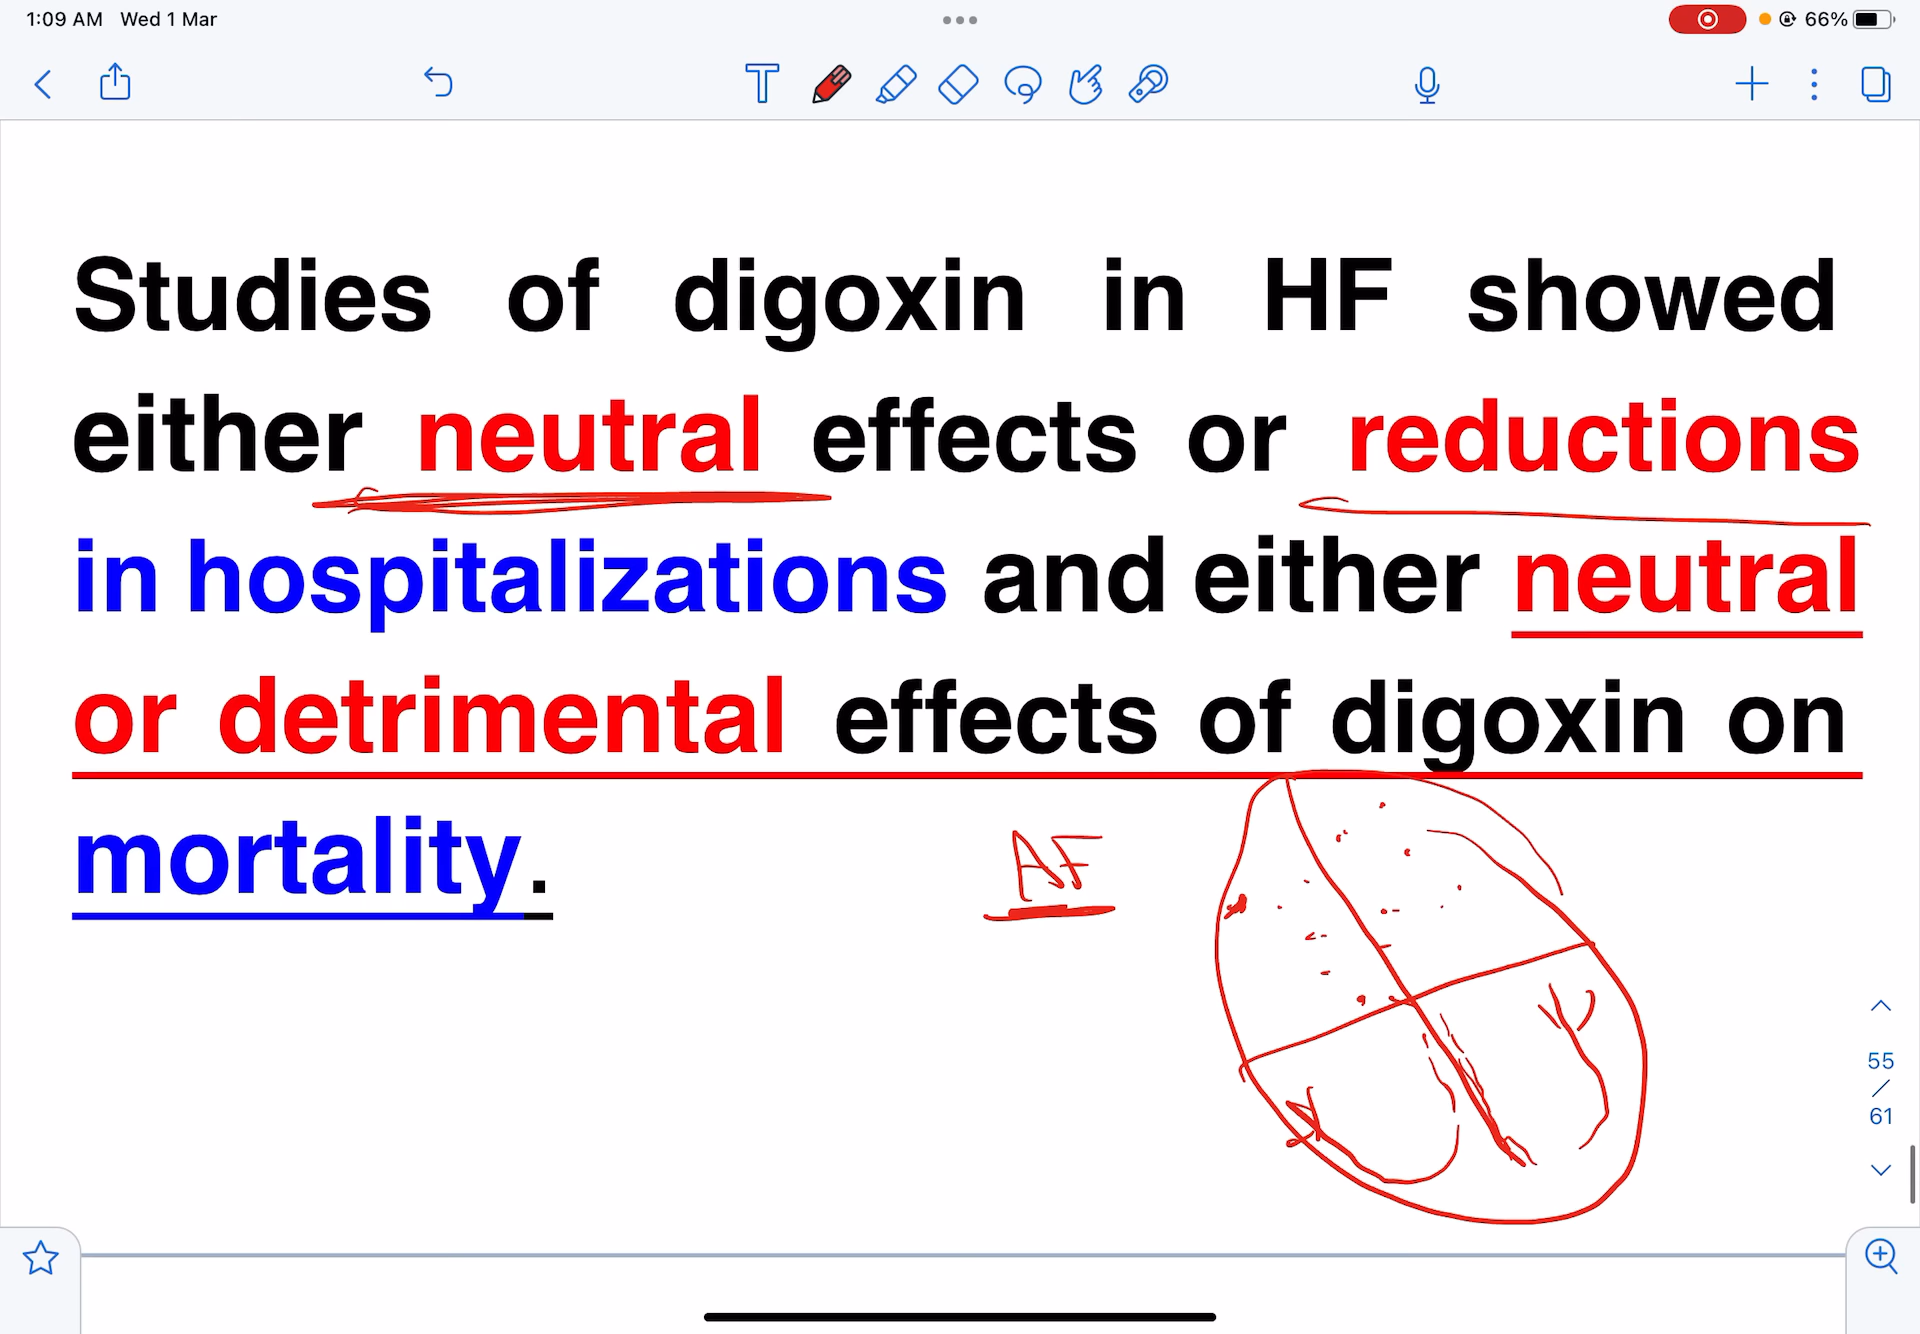 1:09 AM Wed 1 Mar
66%
Studies of digoxin in HF showed
either neutral effects or reductions
in hospitalizations and either neutral
or detrimental effects of digoxin on
mortality.
AF
55
/
61